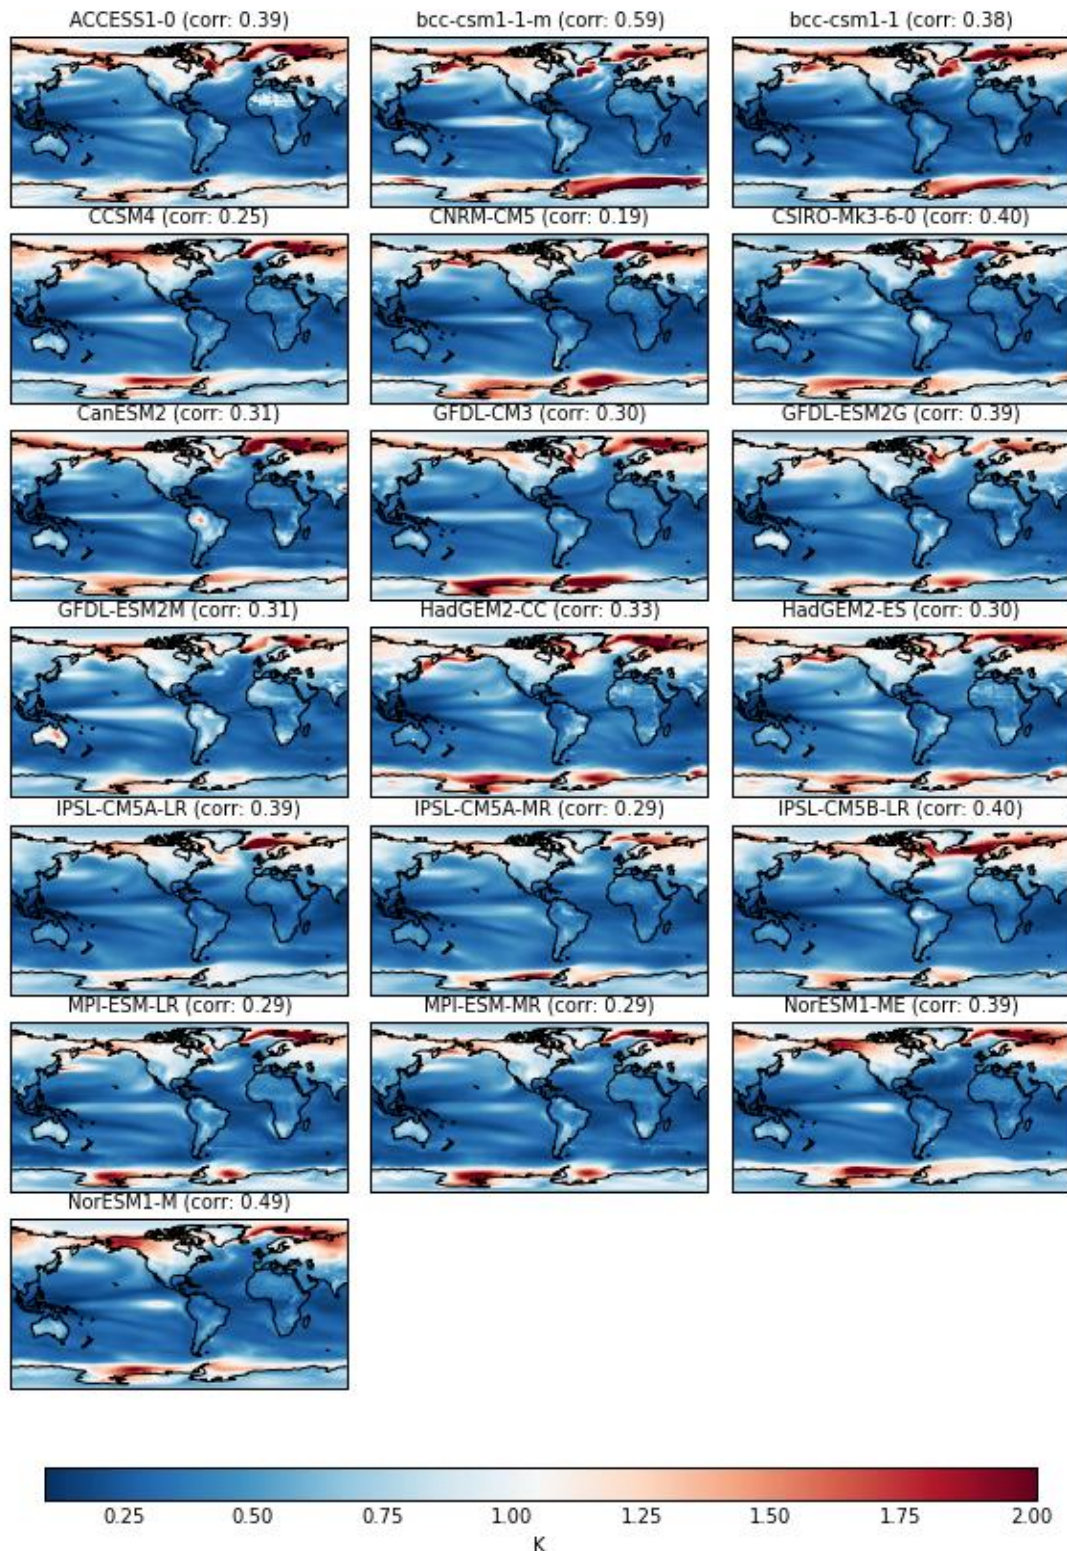 ACCESS1-0 (corr: 0.39) bcc-csm1-1-m (corr: 0.59) bcc-csm1-1 (corr: 0.38)
CCSM4 (corr: 0.25) CNRM-CM5 (corr: 0.19) CSIRO-Mk3-6-0 (corr: 0.40)
CanESM2 (corr: 0.31) GFDL-CM3 (corr: 0.30) GFDL-ESM2G (corr: 0.39)
GFDL-ESM2M (corr: 0.31) HadGEM2-CC (corr: 0.33) HadGEM2-ES (corr: 0.30)
IPSL-CM5A-LR (corr: 0.39) IPSL-CM5A-MR (corr: 0.29) IPSL-CM5B-LR (corr: 0.40)
MPI-ESM-LR (corr: 0.29) MPI-ESM-MR (corr: 0.29) NorESM1-ME (corr: 0.39)
NorESM1-M (corr: 0.49)
0.25 0.50 0.75 1.00 1.25 1.50 1.75 2.00
K